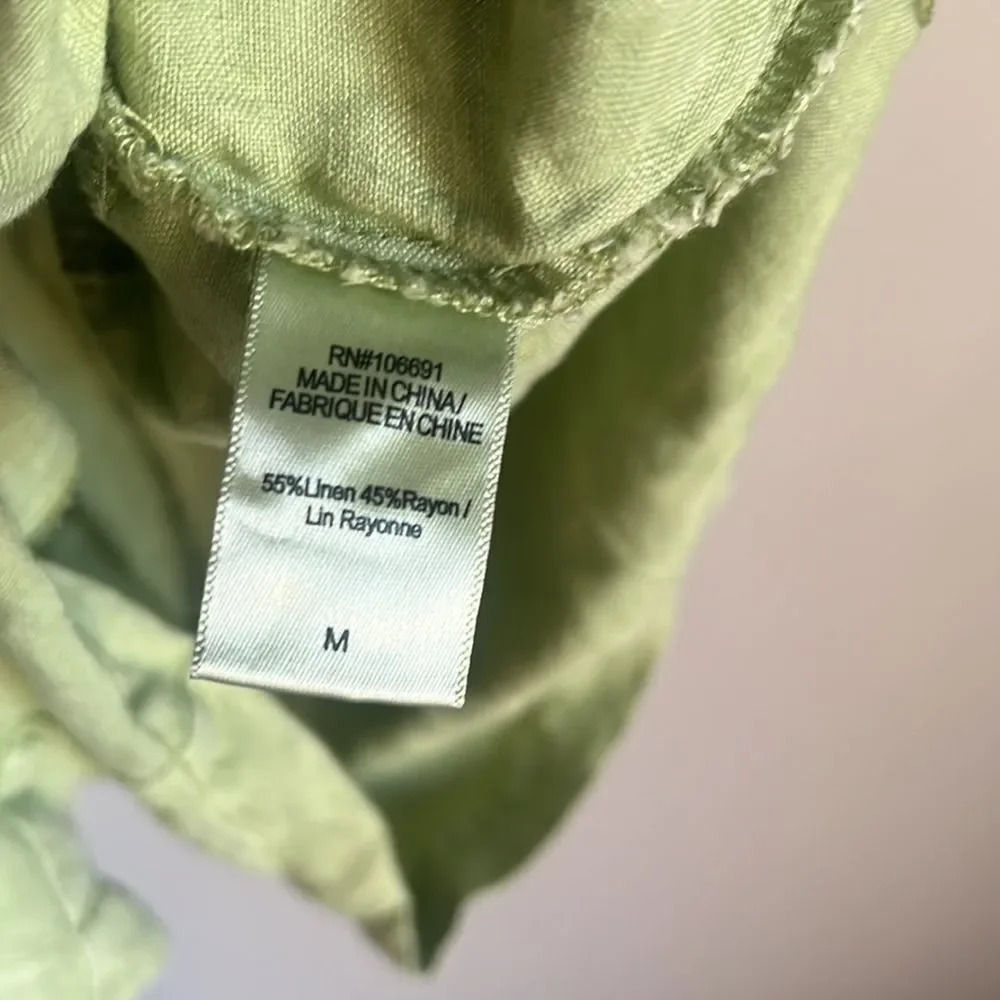 RN#106691
MADE IN CHINA/
FABRIQUE EN CHINE
55%Linen 45%Rayon/
Lin Rayonne
M